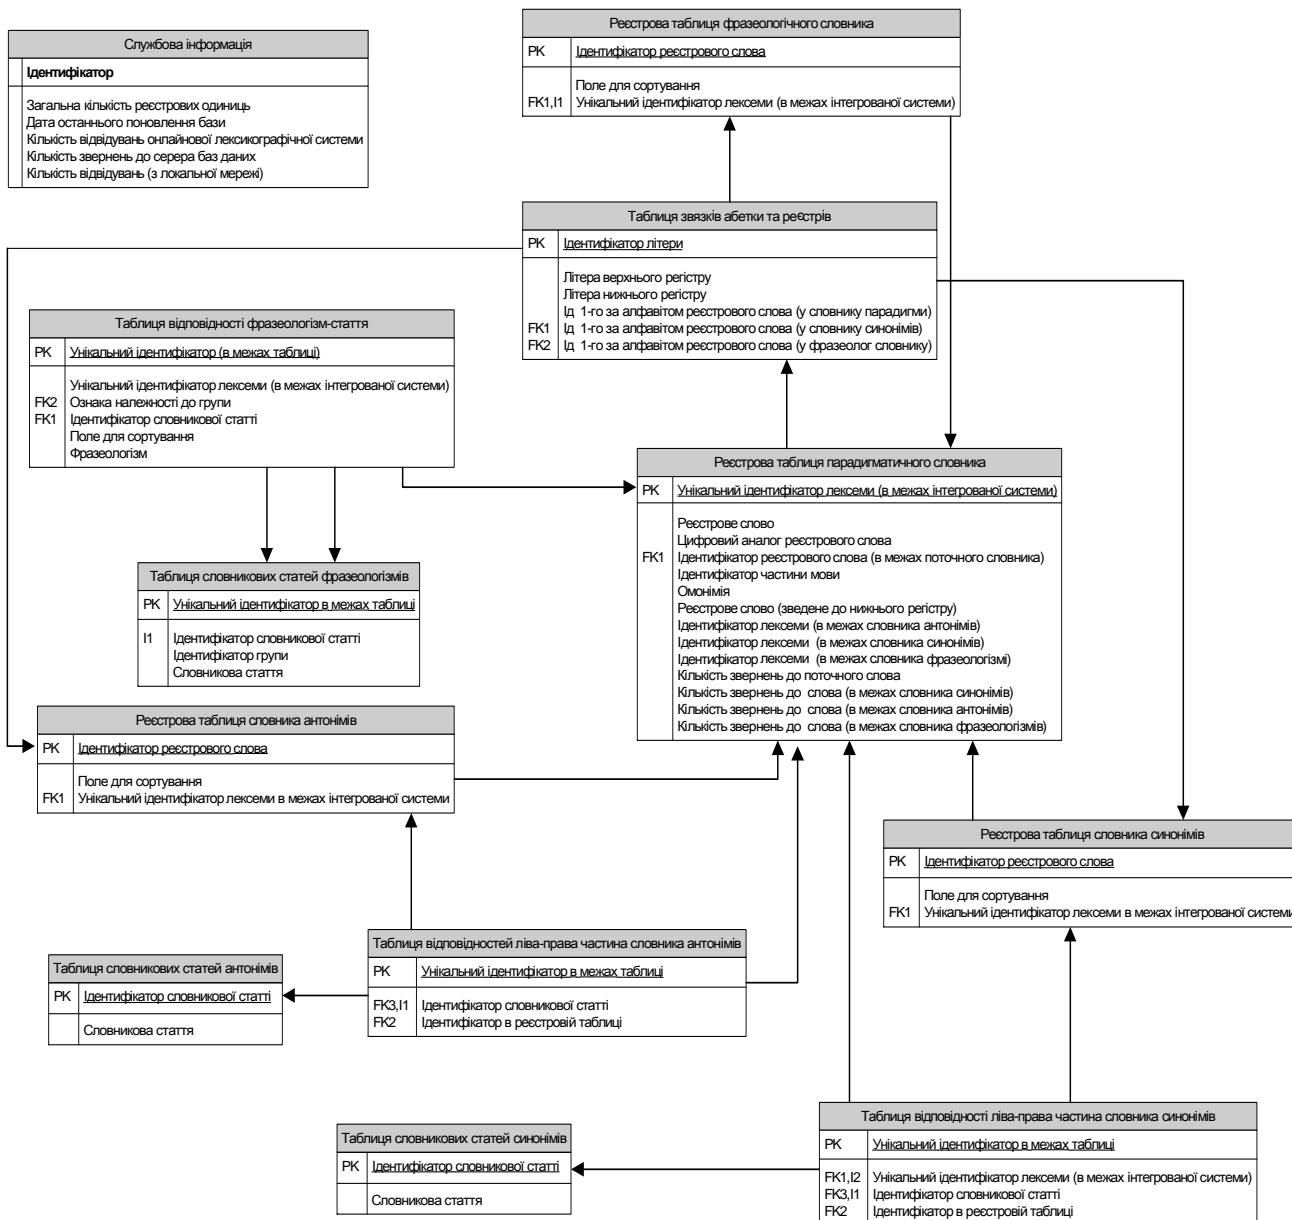 Службова інформація
Ідентифікатор
Загальна кількість реєстрових одиниць
Дата останнього поновлення бази
Кількість відвідувань онлайнової лексикографічної системи
Кількість звернень до серера баз даних
Кількість відвідувань (з локальної мережі)
Реєстрова таблиця фразеологічного словника
PK Ідентифікатор реєстрового слова
Поле для сортування
FK1,I1 Унікальний ідентифікатор лексеми (в межах інтегрованої системи)
Таблиця звязків абетки та реєстрів
PK Ідентифікатор літери
Літера верхнього регістру
Літера нижнього регістру
Ід 1-го за алфавітом реєстрового слова (у словнику парадигми)
FK1 Ід 1-го за алфавітом реєстрового слова (у словнику синонімів)
FK2 Ід 1-го за алфавітом реєстрового слова (у фразеолог словнику)
Таблиця відповідності фразеологізм-стаття
PK Унікальний ідентифікатор (в межах таблиці)
Унікальний ідентифікатор лексеми (в межах інтегрованої системи)
FK2 Ознака належності до групи
FK1 Ідентифікатор словникової статті
Поле для сортування
Фразеологізм
Реєстрова таблиця парадигматичного словника
PK Унікальний ідентифікатор лексеми (в межах інтегрованої системи)
Реєстрове слово
Цифровий аналог реєстрового слова
FK1 Ідентифікатор реєстрового слова (в межах поточного словника)
Ідентифікатор частини мови
Омонімія
Реєстрове слово (зведене до нижнього регістру)
Ідентифікатор лексеми (в межах словника антонімів)
Ідентифікатор лексеми (в межах словника синонімів)
Ідентифікатор лексеми (в межах словника фразеологізмі)
Кількість звернень до поточного слова
Кількість звернень до слова (в межах словника синонімів)
Кількість звернень до слова (в межах словника антонімів)
Кількість звернень до слова (в межах словника фразеологізмів)
Таблиця словникових статей фразеологізмів
PK Унікальний ідентифікатор в межах таблиці
I1 Ідентифікатор словникової статті
Ідентифікатор групи
Словникова стаття
Реєстрова таблиця словника антонімів
PK Ідентифікатор реєстрового слова
Поле для сортування
FK1 Унікальний ідентифікатор лексеми в межах інтегрованої системи
Реєстрова таблиця словника синонімів
PK Ідентифікатор реєстрового слова
Поле для сортування
FK1 Унікальний ідентифікатор лексеми в межах інтегрованої системи
Таблиця відповідностей ліва-права частина словника антонімів
PK Унікальний ідентифікатор в межах таблиці
FK3,I1 Ідентифікатор словникової статті
FK2 Ідентифікатор в реєстровій таблиці
Таблиця словникових статей антонімів
PK Ідентифікатор словникової статті
Словникова стаття
Таблиця відповідності ліва-права частина словника синонімів
PK Унікальний ідентифікатор в межах таблиці
FK1,I2 Унікальний ідентифікатор лексеми (в межах інтегрованої системи)
FK3,I1 Ідентифікатор словникової статті
FK2 Ідентифікатор в реєстровій таблиці
Таблиця словникових статей синонімів
PK Ідентифікатор словникової статті
Словникова стаття